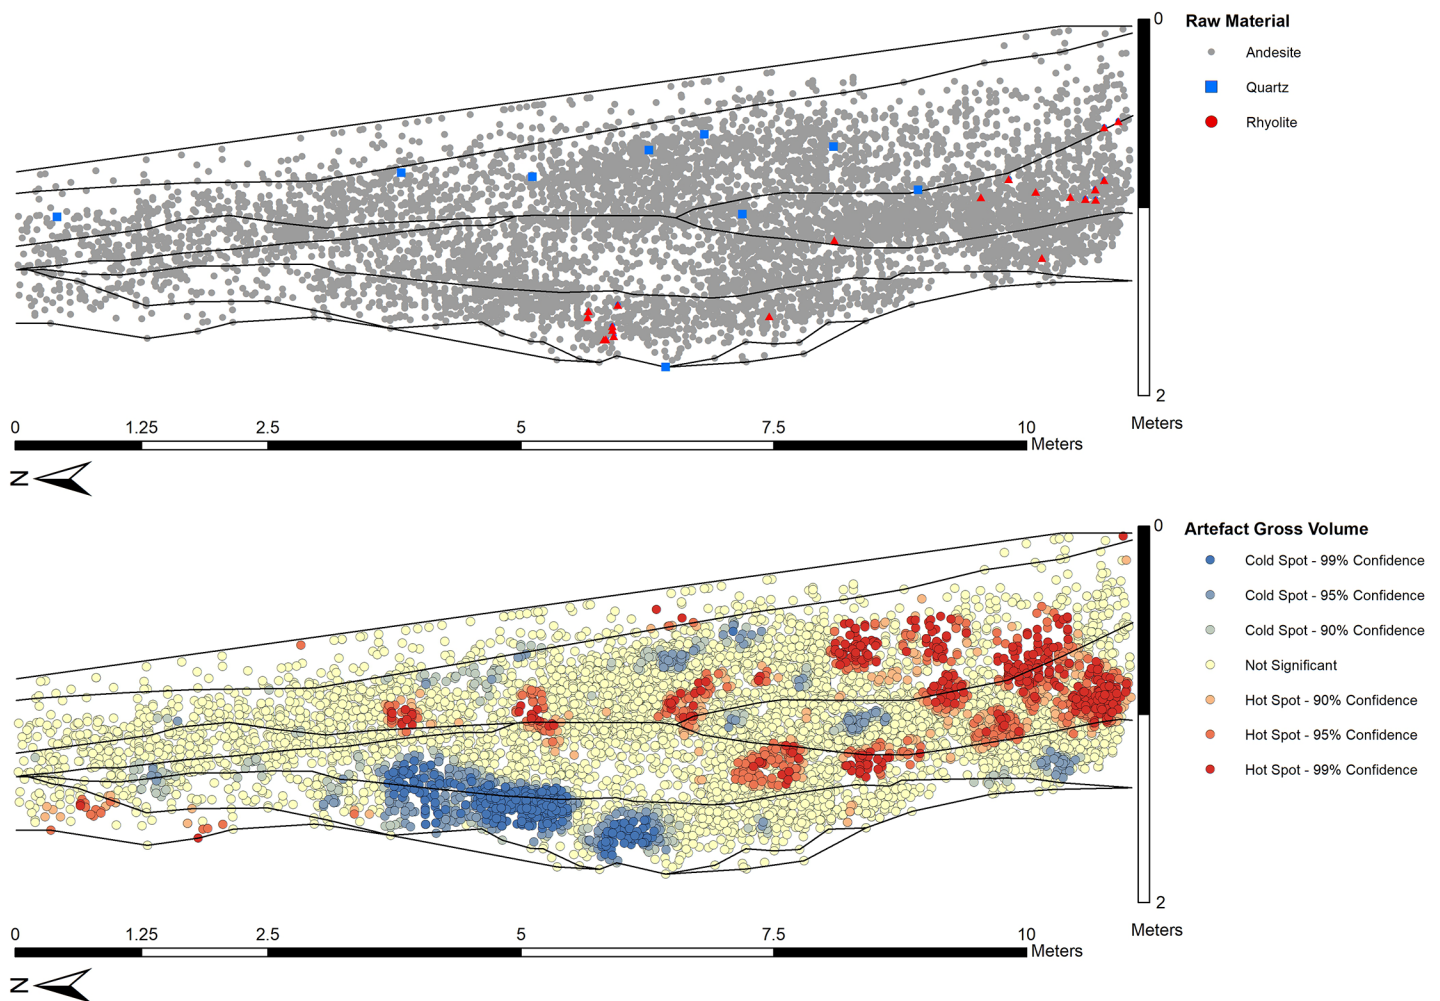 0
Raw Material
Andesite
Quartz
Rhyolite
2
Meters
0 1.25 2.5 5 7.5 10
Meters
N
0
Artefact Gross Volume
Cold Spot - 99% Confidence
Cold Spot - 95% Confidence
Cold Spot - 90% Confidence
Not Significant
Hot Spot - 90% Confidence
Hot Spot - 95% Confidence
Hot Spot - 99% Confidence
2
Meters
0 1.25 2.5 5 7.5 10
Meters
N